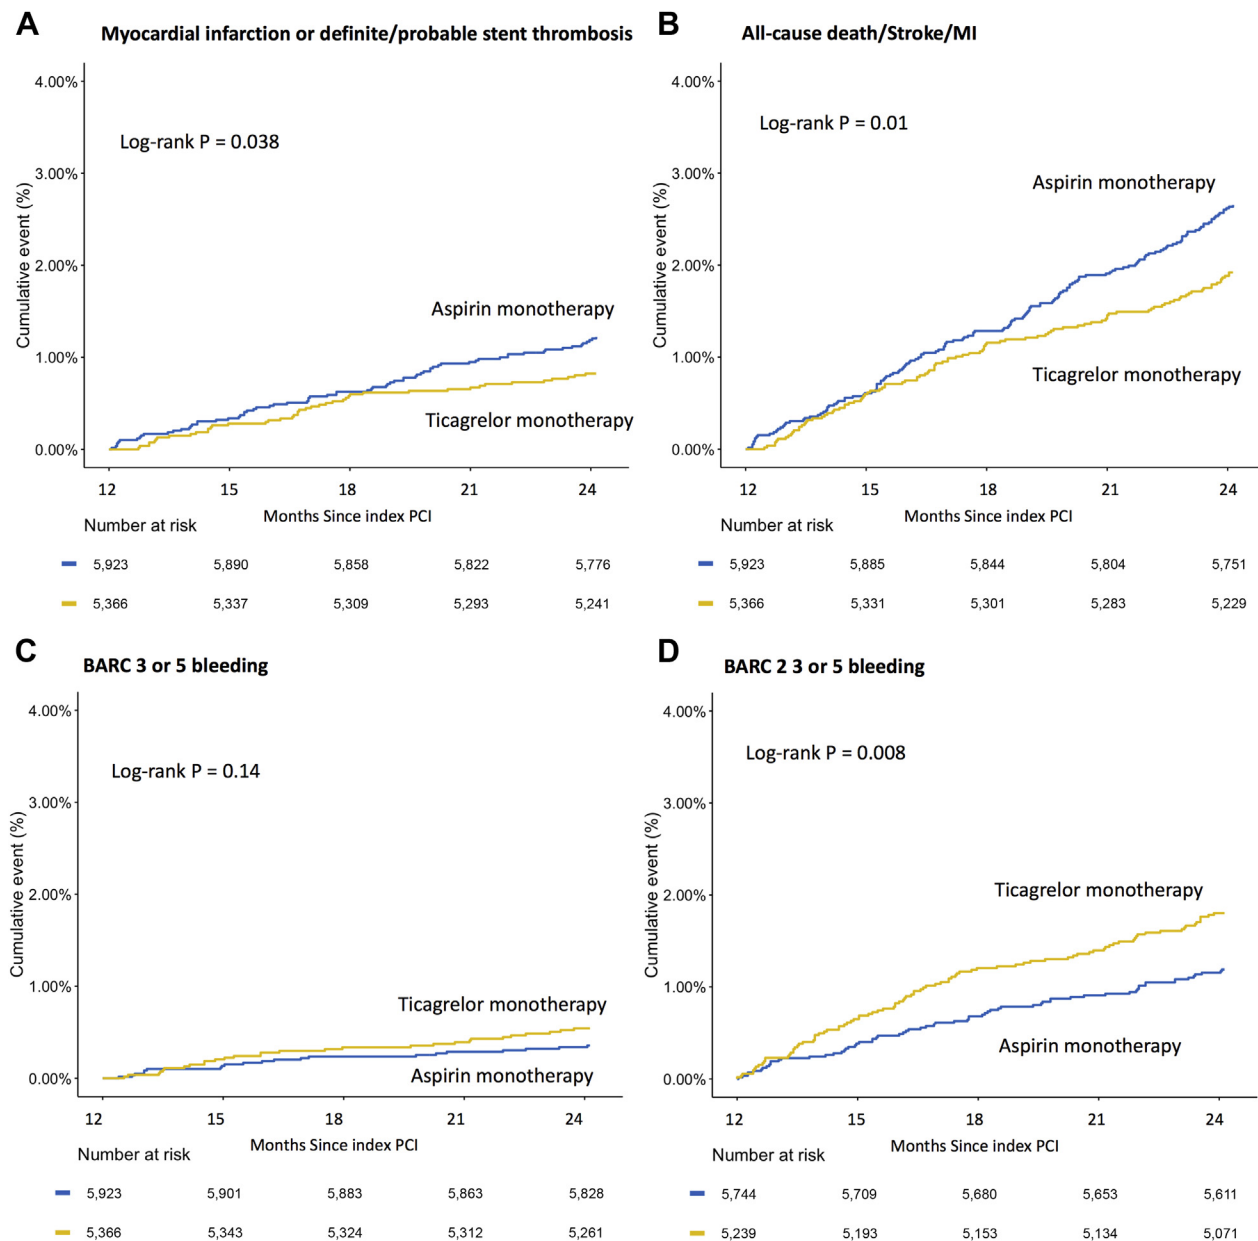 A
Myocardial infarction or definite/probable stent thrombosis
4.00%
Log-rank P = 0.038
3.00%
Cumulative event (%)
2.00%
Aspirin monotherapy
1.00%
Ticagrelor monotherapy
0.00%
12 15 18 21 24
Months Since index PCI
Number at risk
5,923 5,890 5,858 5,822 5,776
5,366 5,337 5,309 5,293 5,241
B
All-cause death/Stroke/MI
4.00%
Log-rank P = 0.01
3.00%
Aspirin monotherapy
Cumulative event (%)
2.00%
1.00%
Ticagrelor monotherapy
0.00%
12 15 18 21 24
Months Since index PCI
Number at risk
5,923 5,885 5,844 5,804 5,751
5,366 5,331 5,301 5,283 5,229
C
BARC 3 or 5 bleeding
4.00%
Log-rank P = 0.14
3.00%
Cumulative event (%)
2.00%
1.00%
Ticagrelor monotherapy
Aspirin monotherapy
0.00%
12 15 18 21 24
Months Since index PCI
Number at risk
5,923 5,901 5,883 5,863 5,828
5,366 5,343 5,324 5,312 5,261
D
BARC 2 3 or 5 bleeding
4.00%
Log-rank P = 0.008
3.00%
Cumulative event (%)
2.00%
Ticagrelor monotherapy
1.00%
Aspirin monotherapy
0.00%
12 15 18 21 24
Months Since index PCI
Number at risk
5,744 5,709 5,680 5,653 5,611
5,239 5,193 5,153 5,134 5,071